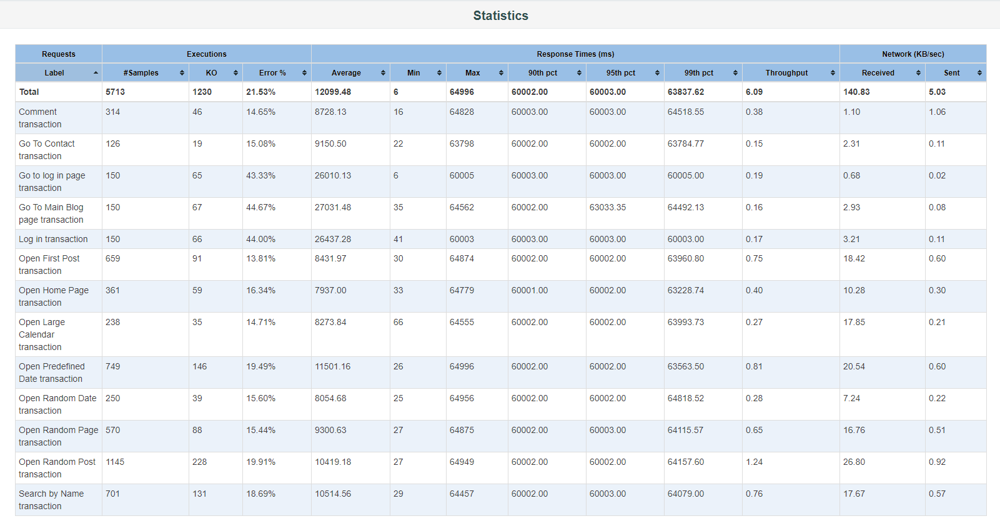 Statistics
Requests Executions Response Times (ms) Network (KB/sec)
Label #Samples KO Error % Average Min Max 90th pct 95th pct 99th pct Throughput Received Sent
Total 5713 1230 21.53% 12099.48 6 64996 60002.00 60003.00 63837.62 6.09 140.83 5.03
Comment 314 46 14.65% 8728.13 16 64828 60003.00 60003.00 64518.55 0.38 1.10 1.06
transaction
Go To Contact 126 19 15.08% 9150.50 22 63798 60002.00 60002.00 63784.77 0.15 2.31 0.11
transaction
Go to log in page 150 65 43.33% 26010.13 6 60005 60003.00 60003.00 60005.00 0.19 0.68 0.02
transaction
Go To Main Blog 150 67 44.67% 27031.48 35 64562 60002.00 63033.35 64492.13 0.16 2.93 0.08
page transaction
Log in transaction 150 66 44.00% 26437.28 41 60003 60003.00 60003.00 60003.00 0.17 3.21 0.11
Open First Post 659 91 13.81% 8431.97 30 64874 60002.00 60002.00 63960.80 0.75 18.42 0.60
transaction
Open Home Page 361 59 16.34% 7937.00 33 64779 60001.00 60002.00 63228.74 0.40 10.28 0.30
transaction
Open Large 238 35 14.71% 8273.84 66 64555 60002.00 60002.00 63993.73 0.27 17.85 0.21
Calendar
transaction
Open Predefined 749 146 19.49% 11501.16 26 64996 60002.00 60002.00 63563.50 0.81 20.54 0.60
Date transaction
Open Random Date 250 39 15.60% 8054.68 25 64956 60002.00 60002.00 64818.52 0.28 7.24 0.22
transaction
Open Random Page 570 88 15.44% 9300.63 27 64875 60002.00 60003.00 64115.57 0.65 16.76 0.51
transaction
Open Random Post 1145 228 19.91% 10419.18 27 64949 60002.00 60002.00 64157.60 1.24 26.80 0.92
transaction
Search by Name 701 131 18.69% 10514.56 29 64457 60002.00 60003.00 64079.00 0.76 17.67 0.57
transaction